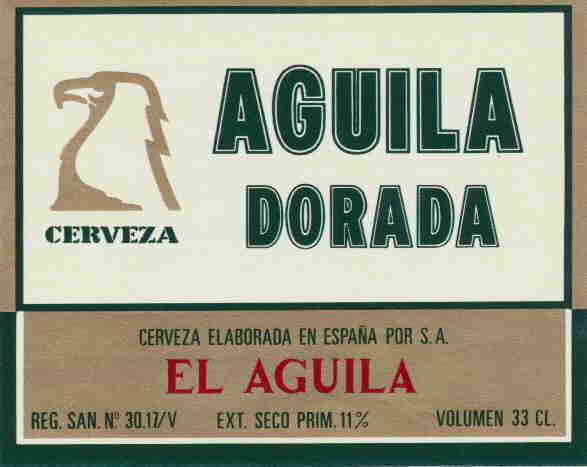 AGUILA
DORADA
CERVEZA
CERVEZA ELABORADA EN ESPAÑA POR S.A.
EL AGUILA
REG. SAN. Nº 30.17/V EXT. SECO PRIM. 11% VOLUMEN 33 CL.